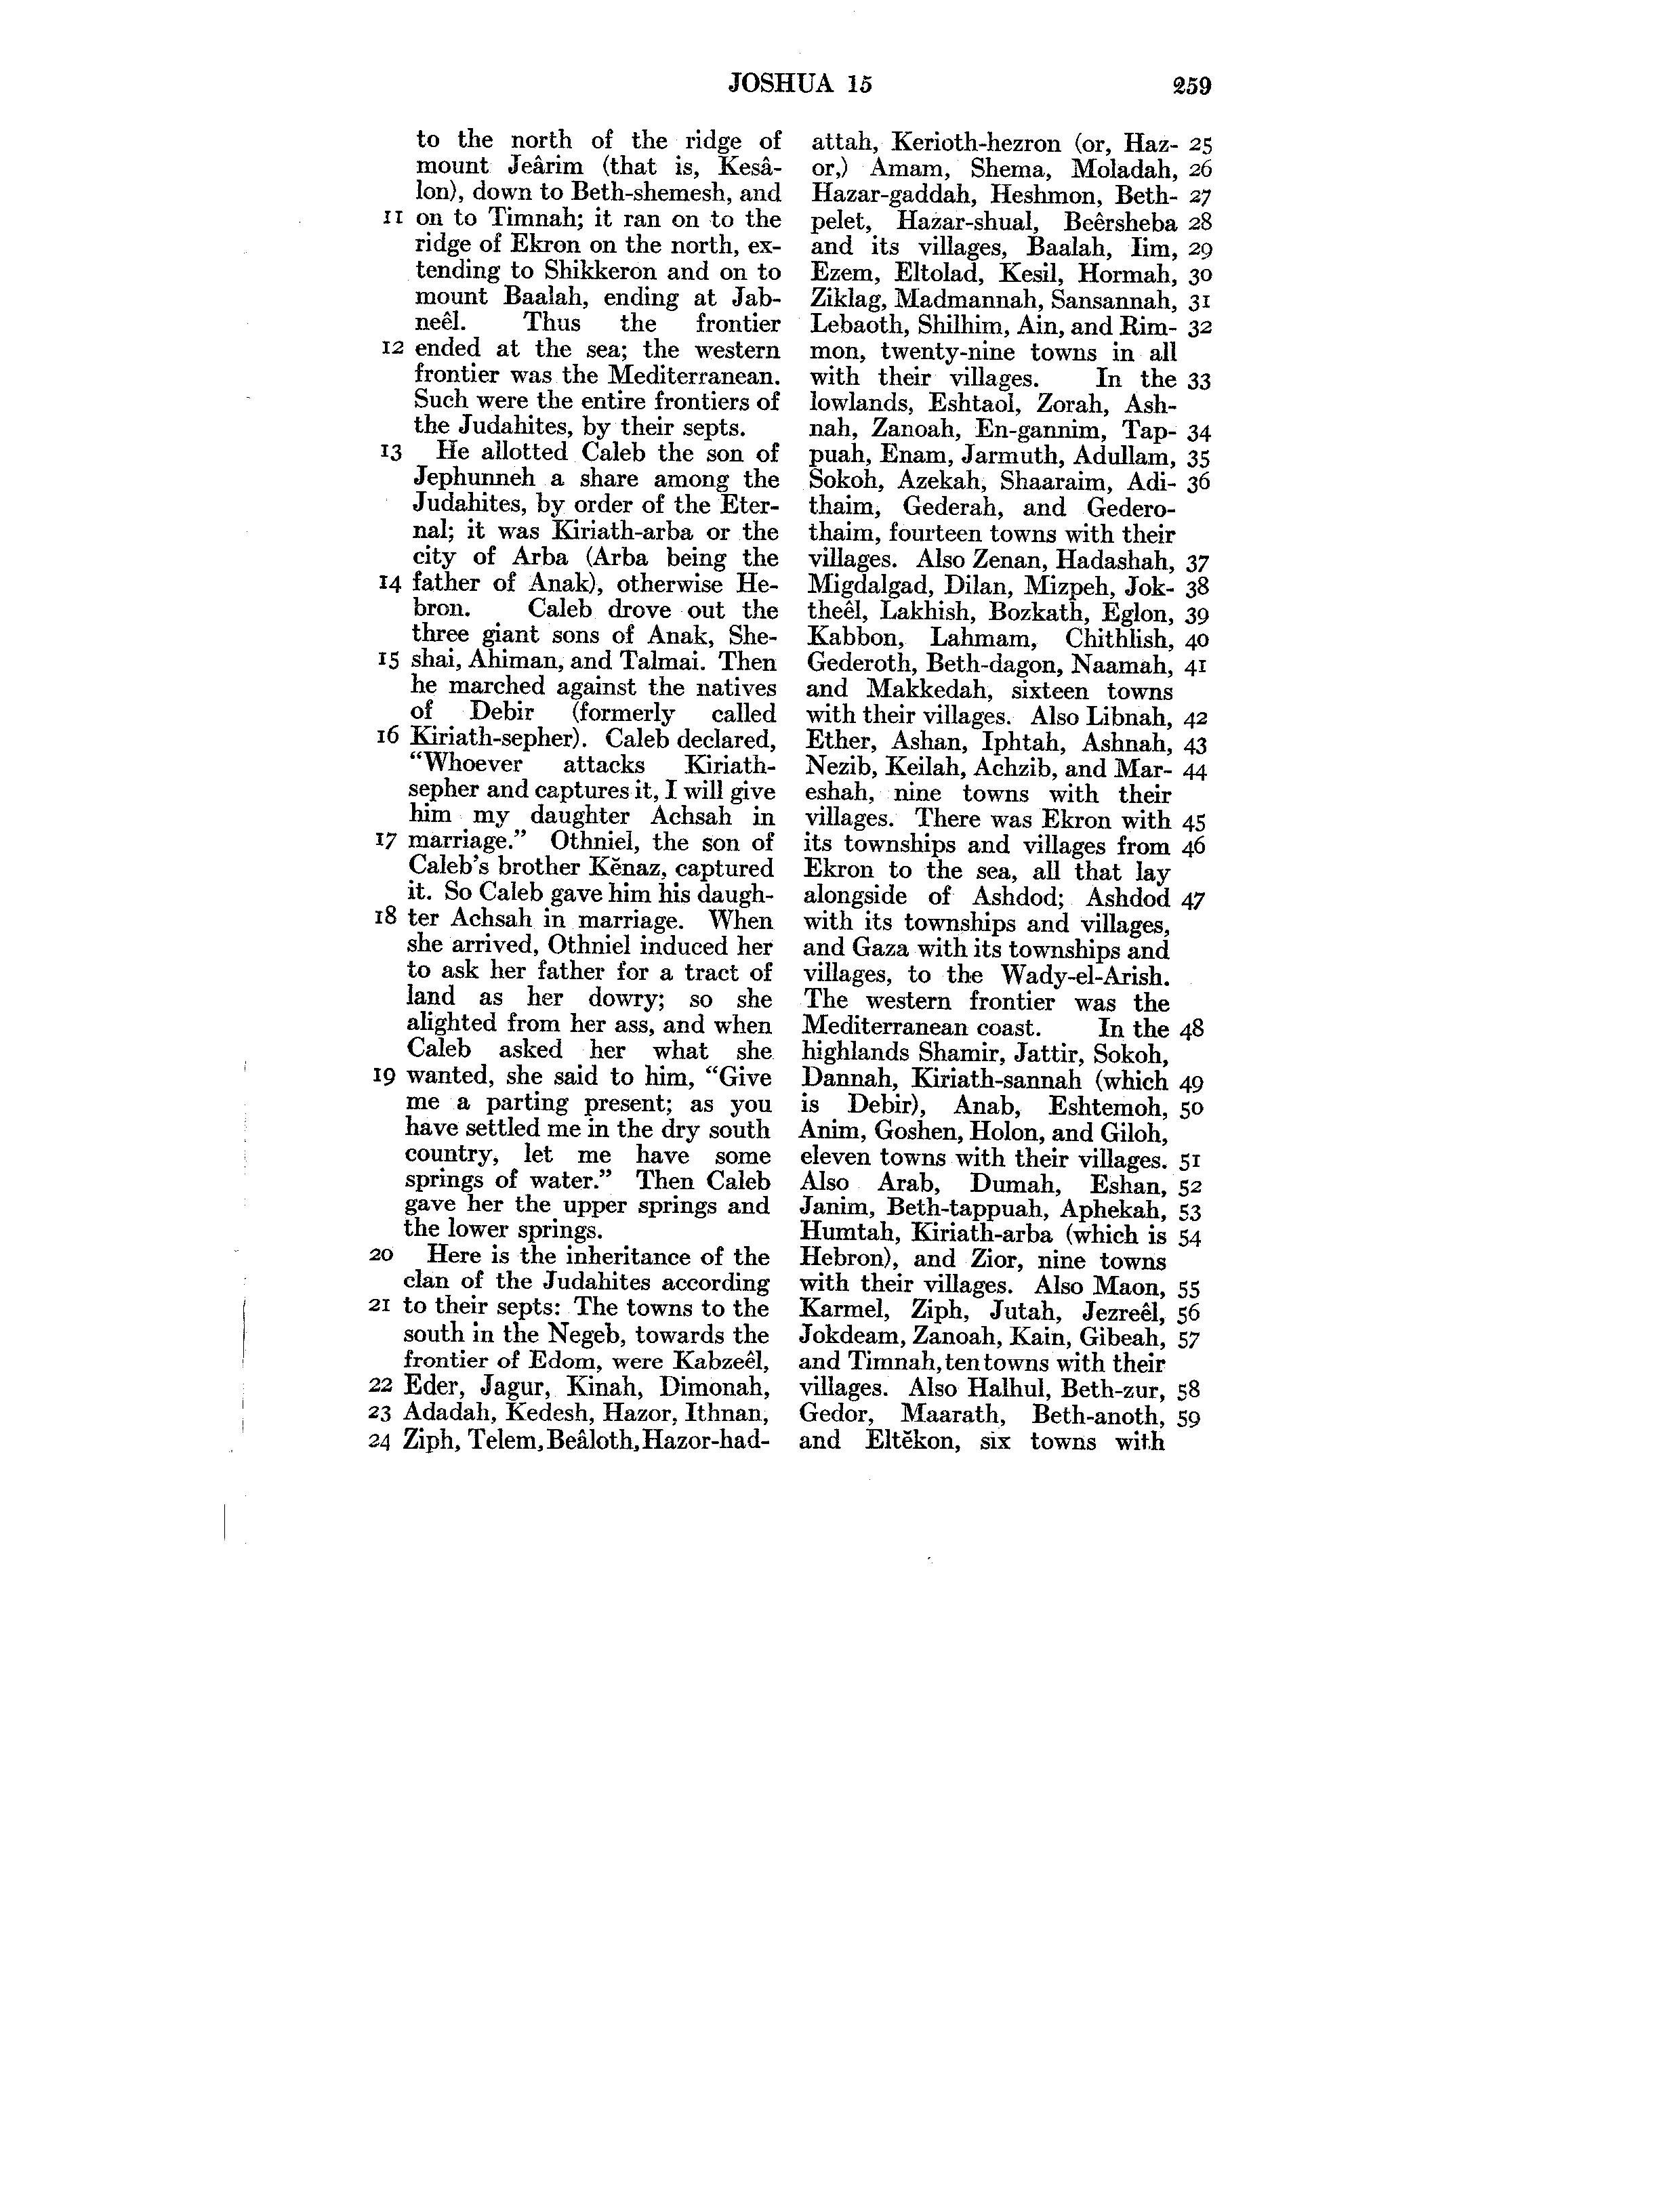 JOSHUA 15
259
to the north of the ridge of
mount Jeârim (that is, Kesâ-
lon), down to Beth-shemesh, and
11 on to Timnah; it ran on to the
ridge of Ekron on the north, ex-
tending to Shikkeron and on to
mount Baalah, ending at Jab-
neêl. Thus the frontier
12 ended at the sea; the western
frontier was the Mediterranean.
Such were the entire frontiers of
the Judahites, by their septs.
13 He allotted Caleb the son of
Jephunneh a share among the
Judahites, by order of the Eter-
nal; it was Kiriath-arba or the
city of Arba (Arba being the
14 father of Anak), otherwise He-
bron. Caleb drove out the
three giant sons of Anak, She-
15 shai, Ahiman, and Talmai. Then
he marched against the natives
of Debir (formerly called
16 Kiriath-sepher). Caleb declared,
“Whoever attacks Kiriath-
sepher and captures it, I will give
him my daughter Achsah in
17 marriage.” Othniel, the son of
Caleb’s brother Kĕnaz, captured
it. So Caleb gave him his daugh-
18 ter Achsah in marriage. When
she arrived, Othniel induced her
to ask her father for a tract of
land as her dowry; so she
alighted from her ass, and when
Caleb asked her what she
19 wanted, she said to him, “Give
me a parting present; as you
have settled me in the dry south
country, let me have some
springs of water.” Then Caleb
gave her the upper springs and
the lower springs.
20 Here is the inheritance of the
clan of the Judahites according
21 to their septs: The towns to the
south in the Negeb, towards the
frontier of Edom, were Kabzeêl,
22 Eder, Jagur, Kinah, Dimonah,
23 Adadah, Kedesh, Hazor, Ithnan,
24 Ziph, Telem, Beâloth, Hazor-had-
attah, Kerioth-hezron (or, Haz- 25
or,) Amam, Shema, Moladah, 26
Hazar-gaddah, Heshmon, Beth- 27
pelet, Hazar-shual, Beêrsheba 28
and its villages, Baalah, Iim, 29
Ezem, Eltolad, Kesil, Hormah, 30
Ziklag, Madmannah, Sansannah, 31
Lebaoth, Shilhim, Ain, and Rim- 32
mon, twenty-nine towns in all
with their villages. In the 33
lowlands, Eshtaol, Zorah, Ash-
nah, Zanoah, En-gannim, Tap- 34
puah, Enam, Jarmuth, Adullam, 35
Sokoh, Azekah, Shaaraim, Adi- 36
thaim, Gederah, and Gedero-
thaim, fourteen towns with their
villages. Also Zenan, Hadashah, 37
Migdalgad, Dilan, Mizpeh, Jok- 38
theêl, Lakhish, Bozkath, Eglon, 39
Kabbon, Lahmam, Chithlish, 40
Gederoth, Beth-dagon, Naamah, 41
and Makkedah, sixteen towns
with their villages. Also Libnah, 42
Ether, Ashan, Iphtah, Ashnah, 43
Nezib, Keilah, Achzib, and Mar- 44
eshah, nine towns with their
villages. There was Ekron with 45
its townships and villages from 46
Ekron to the sea, all that lay
alongside of Ashdod; Ashdod 47
with its townships and villages,
and Gaza with its townships and
villages, to the Wady-el-Arish.
The western frontier was the
Mediterranean coast. In the 48
highlands Shamir, Jattir, Sokoh,
Dannah, Kiriath-sannah (which 49
is Debir), Anab, Eshtemoh, 50
Anim, Goshen, Holon, and Giloh,
eleven towns with their villages. 51
Also Arab, Dumah, Eshan, 52
Janim, Beth-tappuah, Aphekah, 53
Humtah, Kiriath-arba (which is 54
Hebron), and Zior, nine towns
with their villages. Also Maon, 55
Karmel, Ziph, Jutah, Jezreêl, 56
Jokdeam, Zanoah, Kain, Gibeah, 57
and Timnah, ten towns with their
villages. Also Halhul, Beth-zur, 58
Gedor, Maarath, Beth-anoth, 59
and Eltĕkon, six towns with